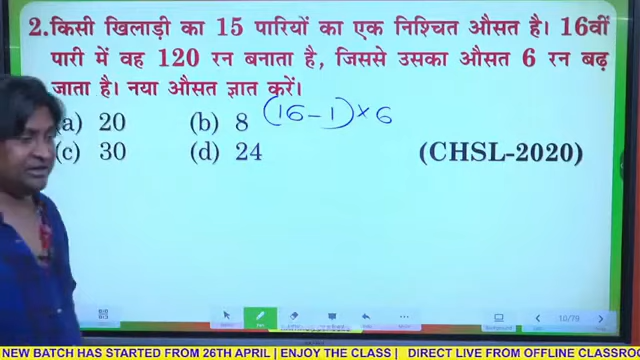 2.किसी खिलाड़ी का 15 पारियों का एक निश्चित औसत है। 16वीं
पारी में वह 120 रन बनाता है, जिससे उसका औसत 6 रन बढ़
जाता है। नया औसत ज्ञात करें।
(a) 20 (b) 8 (16-1)×6
(c) 30 (d) 24 (CHSL-2020)
10/79
NEW BATCH HAS STARTED FROM 26TH APRIL | ENJOY THE CLASS | DIRECT LIVE FROM OFFLINE CLASSROO